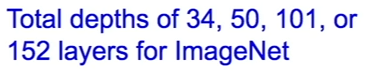 Total depths of 34, 50, 101, or
152 layers for ImageNet